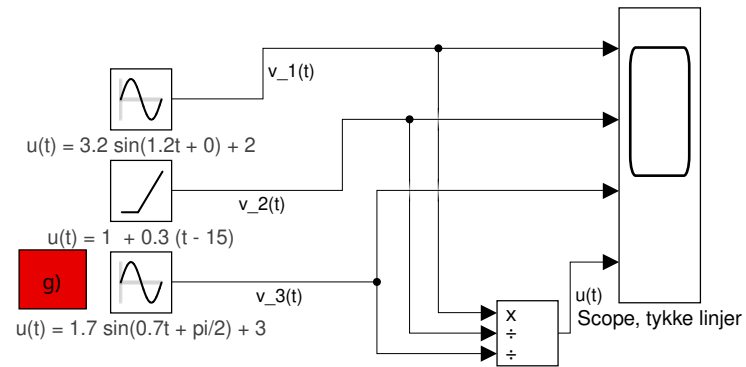 v_1(t)
u(t) = 3.2 sin(1.2t + 0) + 2
v_2(t)
u(t) = 1  + 0.3 (t - 15)
g)
v_3(t)
u(t) = 1.7 sin(0.7t + pi/2) + 3
u(t)
Scope, tykke linjer
x
÷
÷